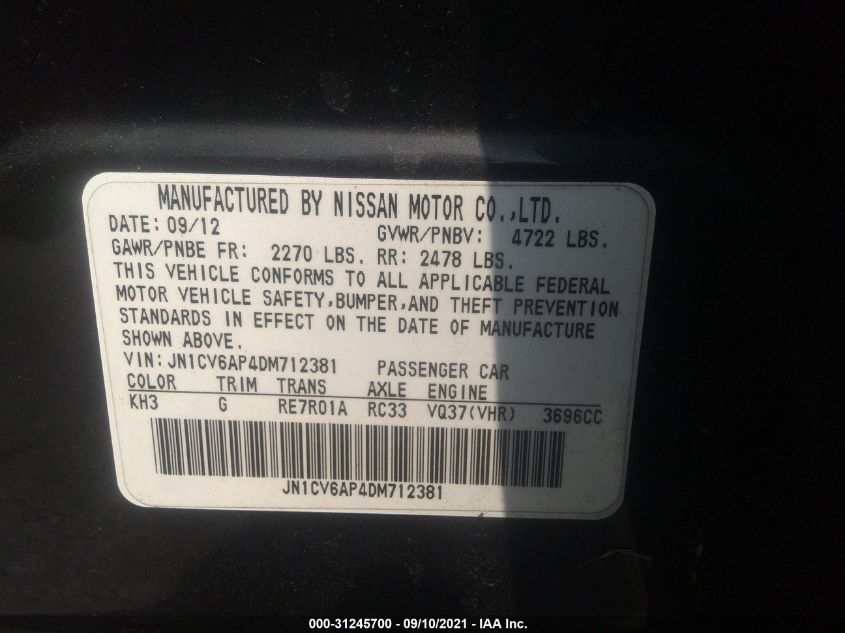 MANUFACTURED BY NISSAN MOTOR CO.,LTD.
DATE: 09/12 GVWR/PNBV: 4722 LBS.
GAWR/PNBE FR: 2270 LBS. RR: 2478 LBS.
THIS VEHICLE CONFORMS TO ALL APPLICABLE FEDERAL
MOTOR VEHICLE SAFETY,BUMPER,AND THEFT PREVENTION
STANDARDS IN EFFECT ON THE DATE OF MANUFACTURE
SHOWN ABOVE.
VIN: JN1CV6AP4DM712381 PASSENGER CAR
COLOR TRIM TRANS AXLE ENGINE
KH3 G RE7R01A RC33 VQ37(VHR) 3696CC
JN1CV6AP4DM712381
000-31245700 - 09/10/2021 - IAA Inc.